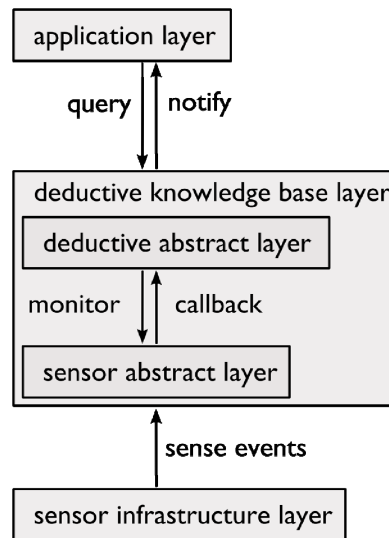 application layer
query notify
deductive knowledge base layer
deductive abstract layer
monitor callback
sensor abstract layer
sense events
sensor infrastructure layer